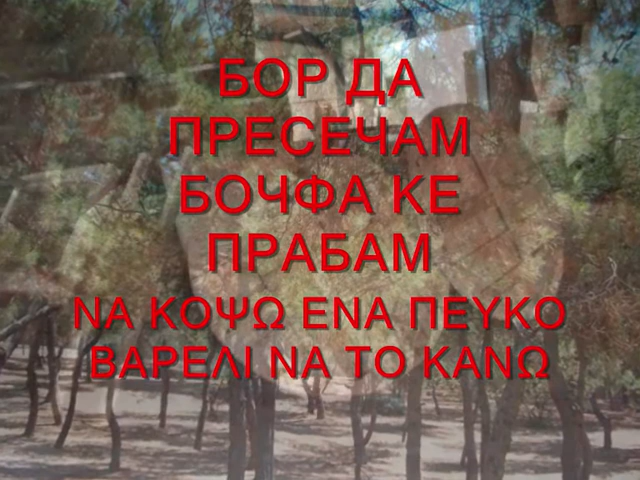 БОР ДА
ПРЕСЕЧАМ
БОЧФА КЕ
ПРАБАМ
ΝΑ ΚΟΨΩ ΕΝΑ ΠΕΥΚΟ
ΒΑΡΕΛΙ ΝΑ ΤΟ ΚΑΝΩ